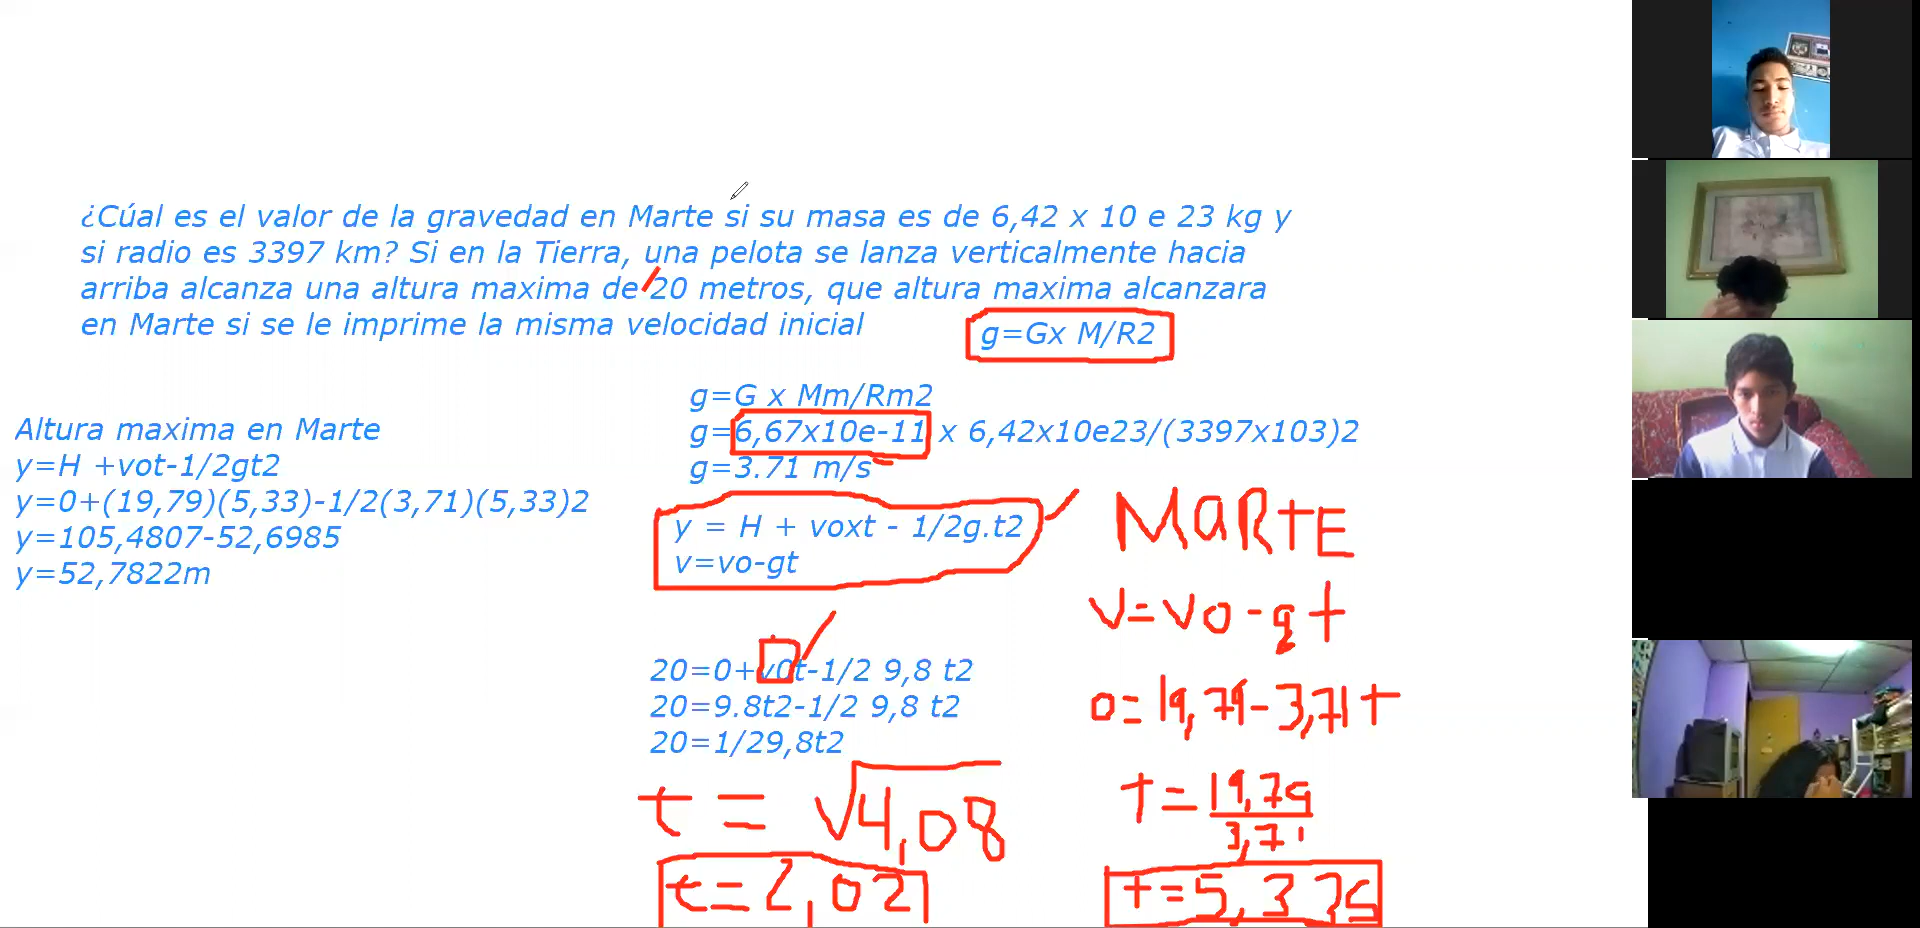 ¿Cúal es el valor de la gravedad en Marte si su masa es de 6,42 x 10 e 23 kg y
si radio es 3397 km? Si en la Tierra, una pelota se lanza verticalmente hacia
arriba alcanza una altura maxima de 20 metros, que altura maxima alcanzara
en Marte si se le imprime la misma velocidad inicial
g=Gx M/R2
Altura maxima en Marte
y=H +vot-1/2gt2
y=0+(19,79)(5,33)-1/2(3,71)(5,33)2
y=105,4807-52,6985
y=52,7822m
g=G x Mm/Rm2
g=6,67x10e-11 x 6,42x10e23/(3397x103)2
g=3.71 m/s
y = H + voxt - 1/2g.t2
v=vo-gt
20=0+v0t-1/2 9,8 t2
20=9.8t2-1/2 9,8 t2
20=1/29,8t2
t = √4,08
t=2,02
MaRtE
v=vo-gt
0=19,79-3,71t
t=19,79
3,71
t=5,33s